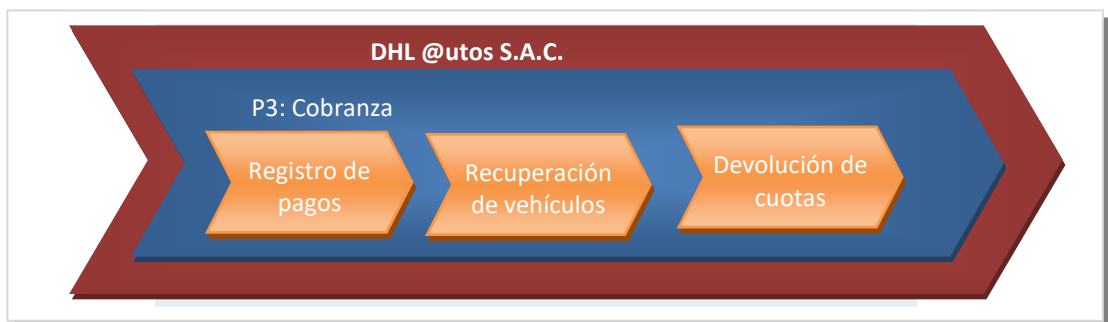 DHL @utos S.A.C.
P3: Cobranza
Registro de
pagos
Recuperación
de vehículos
Devolución de
cuotas